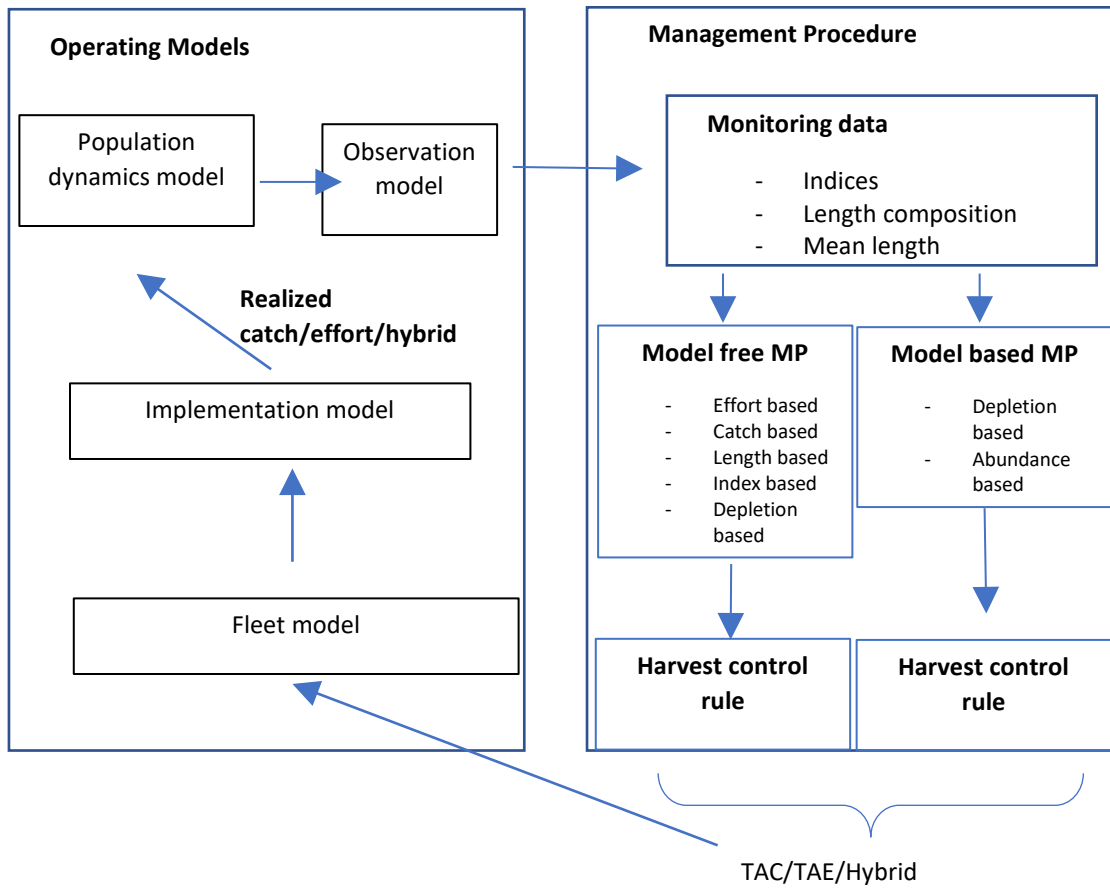 Operating Models
Population
dynamics model
Observation
model
Realized
catch/effort/hybrid
Implementation model
Fleet model
Management Procedure
Monitoring data
- Indices
- Length composition
- Mean length
Model free MP
- Effort based
- Catch based
- Length based
- Index based
- Depletion
based
Model based MP
- Depletion
based
- Abundance
based
Harvest control
rule
Harvest control
rule
TAC/TAE/Hybrid